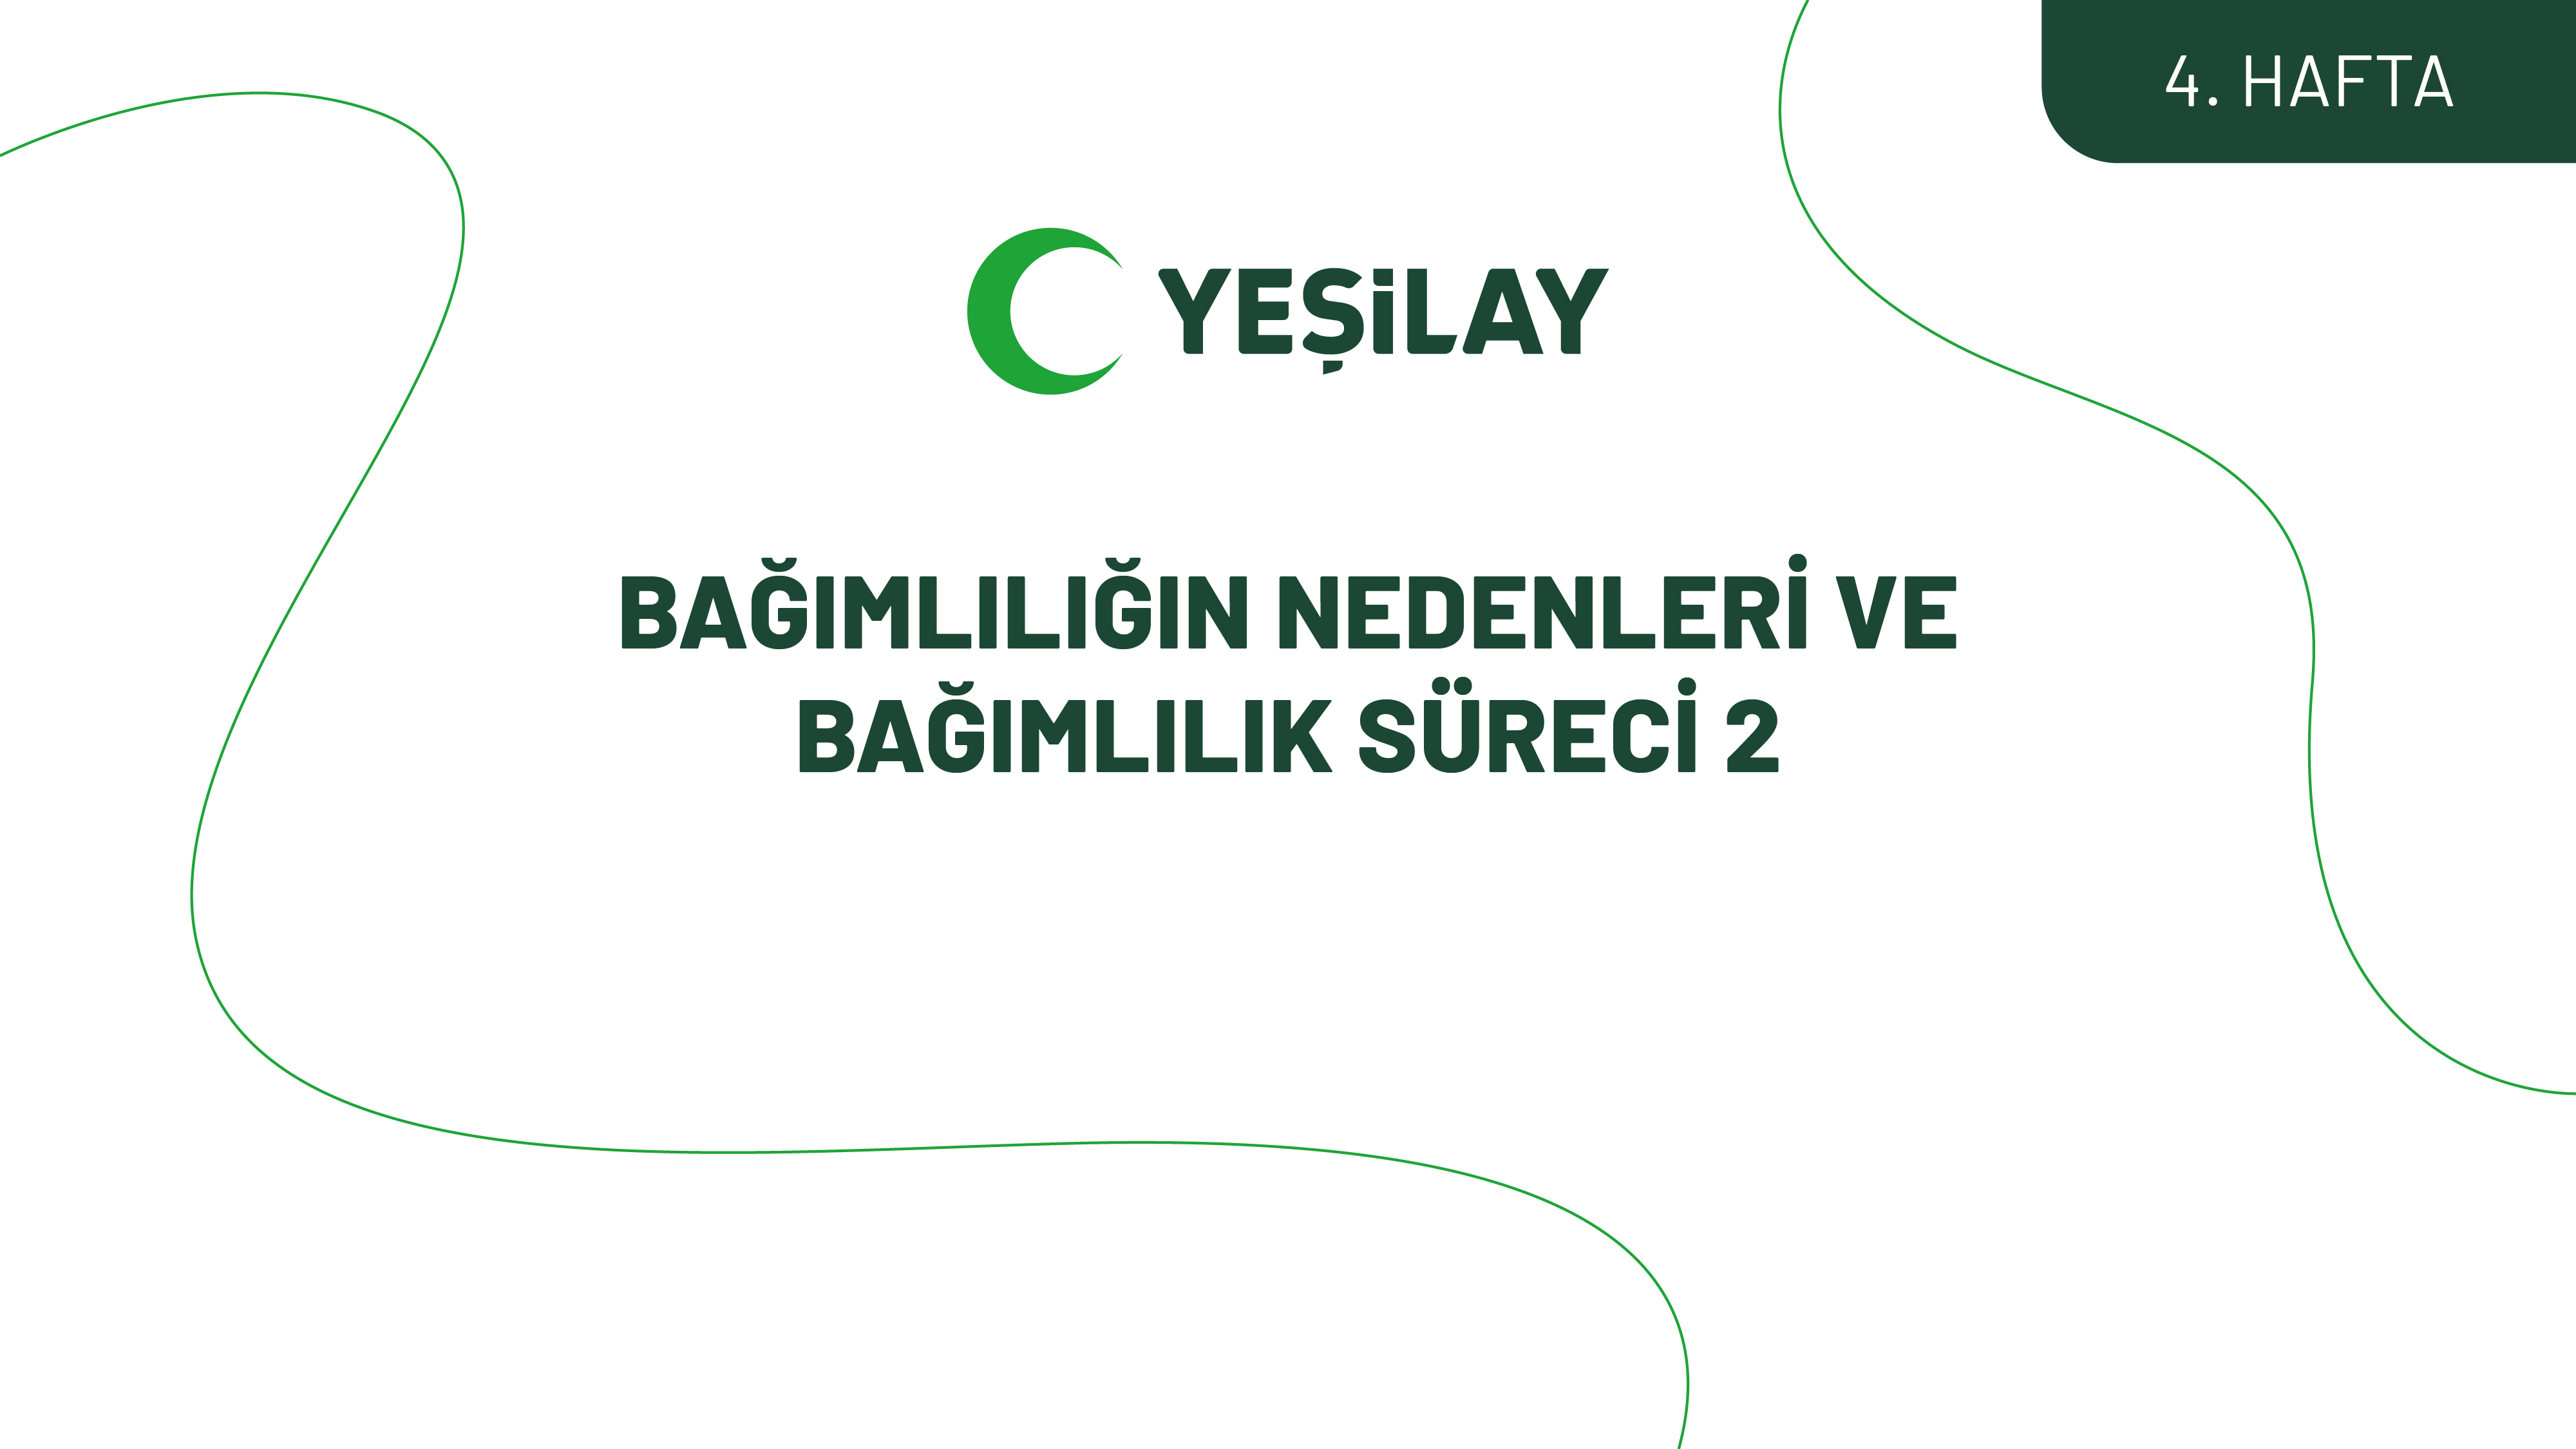 4. HAFTA
YEŞİLAY
BAĞIMLILIĞIN NEDENLERİ VE
BAĞIMLILIK SÜRECİ 2